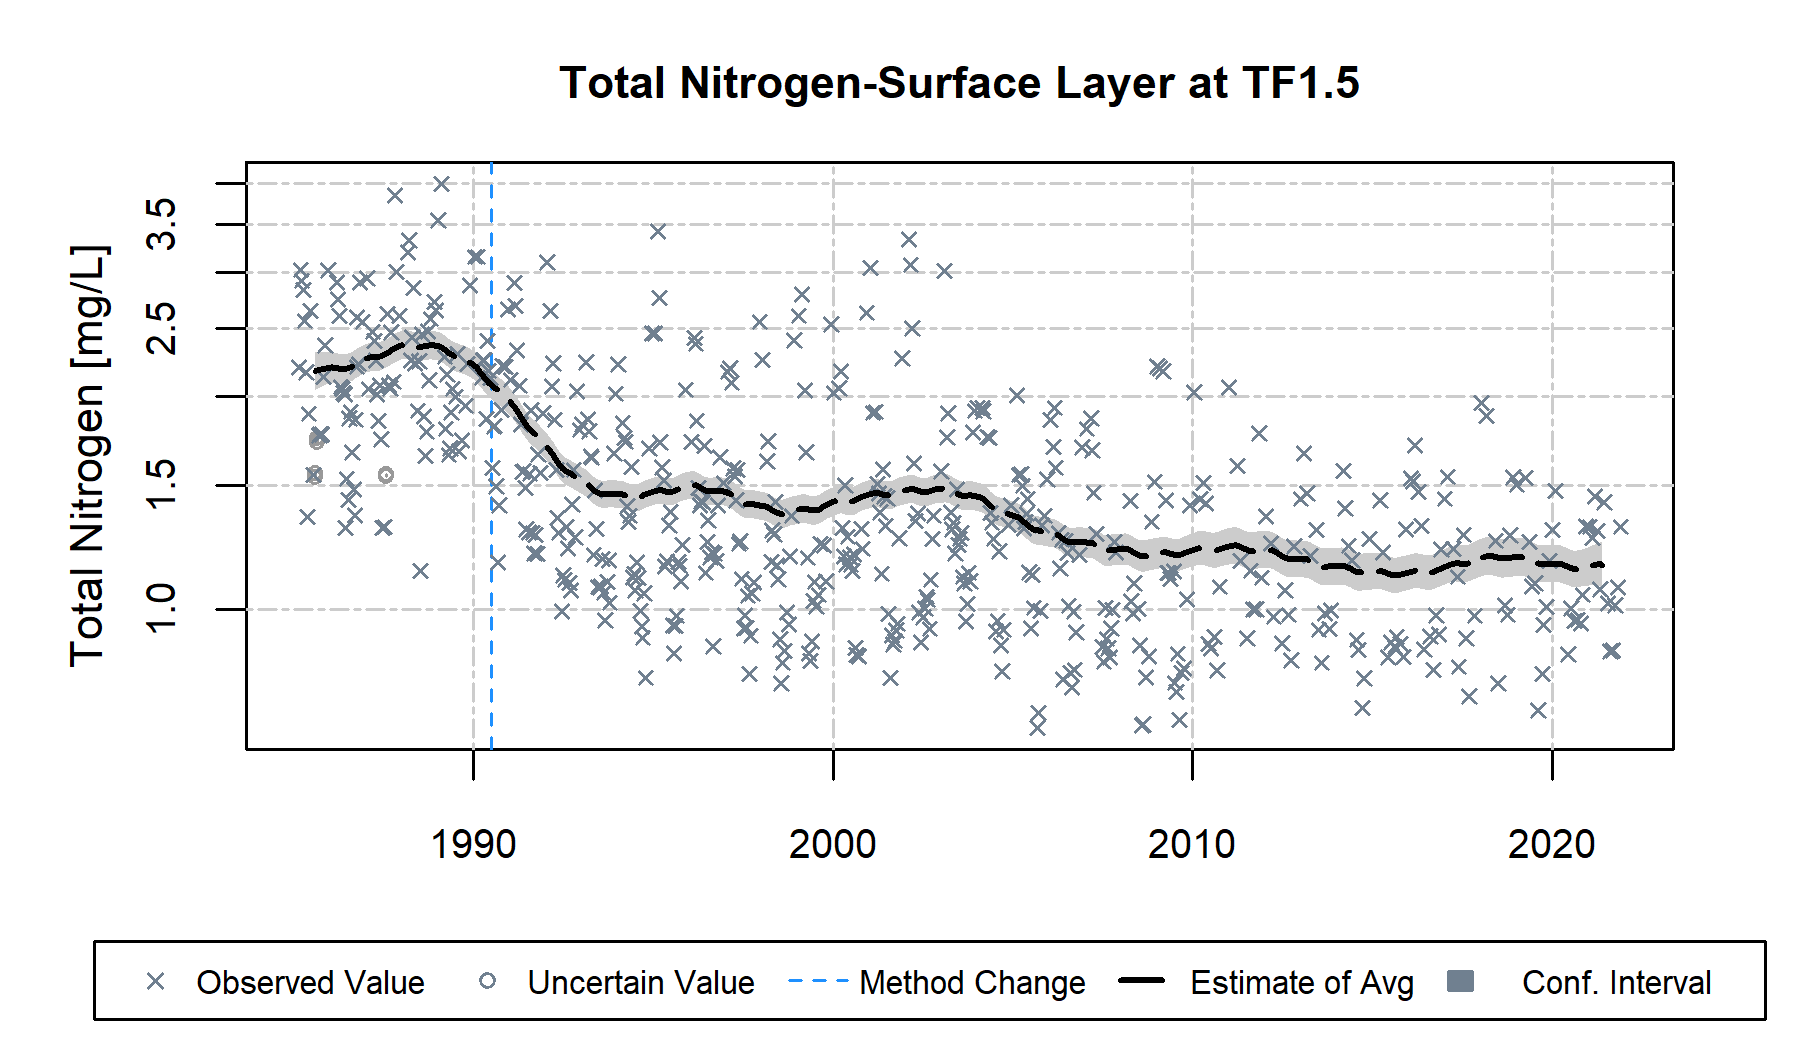 Total Nitrogen-Surface Layer at TF1.5
Total Nitrogen [mg/L]
3.5
2.5
1.5
1.0
1990 2000 2010 2020
Observed Value Uncertain Value Method Change Estimate of Avg Conf. Interval